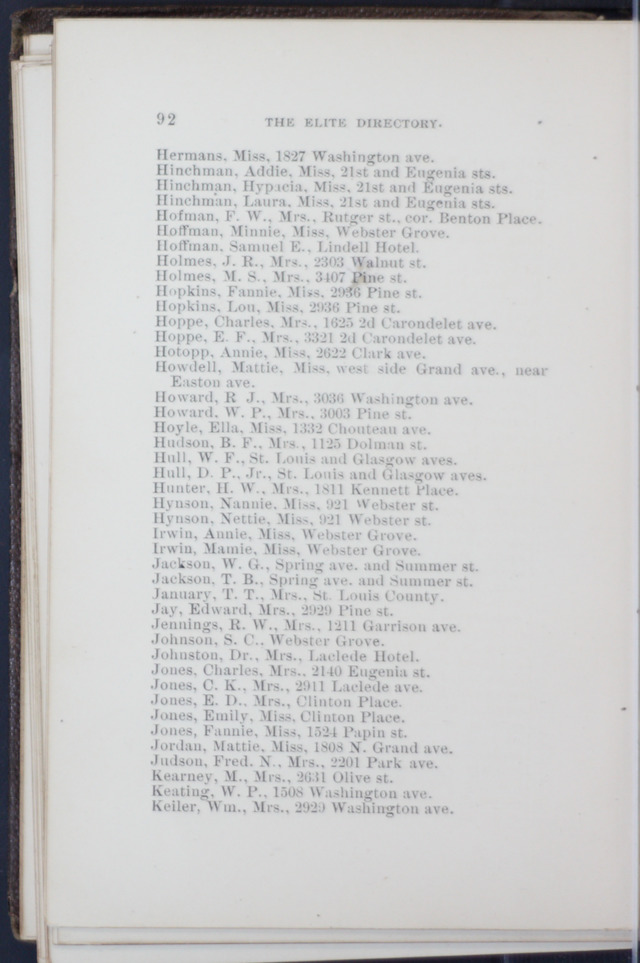 92
THE ELITE DIRECTORY.
Hermans, Miss, 1827 Washington ave.
Hinchman, Addie, Miss, 21st and Eugenia sts.
Hinchman, Hypacia, Miss, 21st and Eugenia sts.
Hinchman, Laura, Miss, 21st and Eugenia sts.
Hofman, F. W., Mrs., Rutger st., cor. Benton Place.
Hoffman, Minnie, Miss, Webster Grove.
Hoffman, Samuel E., Lindell Hotel.
Holmes, J. R., Mrs., 2303 Walnut st.
Holmes, M. S., Mrs., 3407 Pine st.
Hopkins, Fannie, Miss, 2936 Pine st.
Hopkins, Lou, Miss, 2936 Pine st.
Hoppe, Charles, Mrs., 1625 2d Carondelet ave.
Hoppe, E. F., Mrs., 3321 2d Carondelet ave.
Hotopp, Annie, Miss, 2622 Clark ave.
Howdell, Mattie, Miss, west side Grand ave., near
Easton ave.
Howard, R J., Mrs., 3036 Washington ave.
Howard. W. P., Mrs., 3003 Pine st.
Hoyle, Ella, Miss, 1332 Chouteau ave.
Hudson, B. F., Mrs., 1125 Dolman st.
Hull, W. F., St. Louis and Glasgow aves.
Hull, D. P., Jr., St. Louis and Glasgow aves.
Hunter, H. W., Mrs., 1811 Kennett Place.
Hynson, Nannie. Miss, 921 Webster st.
Hynson, Nettie, Miss, 921 Webster st.
Irwin, Annie, Miss, Webster Grove.
Irwin, Mamie, Miss, Webster Grove.
Jackson, W. G., Spring ave. and Summer st.
Jackson, T. B., Spring ave. and Summer st.
January, T. T., Mrs., St. Louis County.
Jay, Edward, Mrs., 2929 Pine st.
Jennings, R. W., Mrs., 1211 Garrison ave.
Johnson, S. C., Webster Grove.
Johnston, Dr., Mrs., Laclede Hotel.
Jones, Charles, Mrs., 2140 Eugenia st.
Jones, C. K., Mrs., 2911 Laclede ave.
Jones, E. D., Mrs., Clinton Place.
Jones, Emily, Miss, Clinton Place.
Jones, Fannie, Miss, 1524 Papin st.
Jordan, Mattie, Miss, 1808 N. Grand ave.
Judson, Fred. N., Mrs., 2201 Park ave.
Kearney, M., Mrs., 2631 Olive st.
Keating, W. P., 1508 Washington ave.
Keiler, Wm., Mrs., 2929 Washington ave.